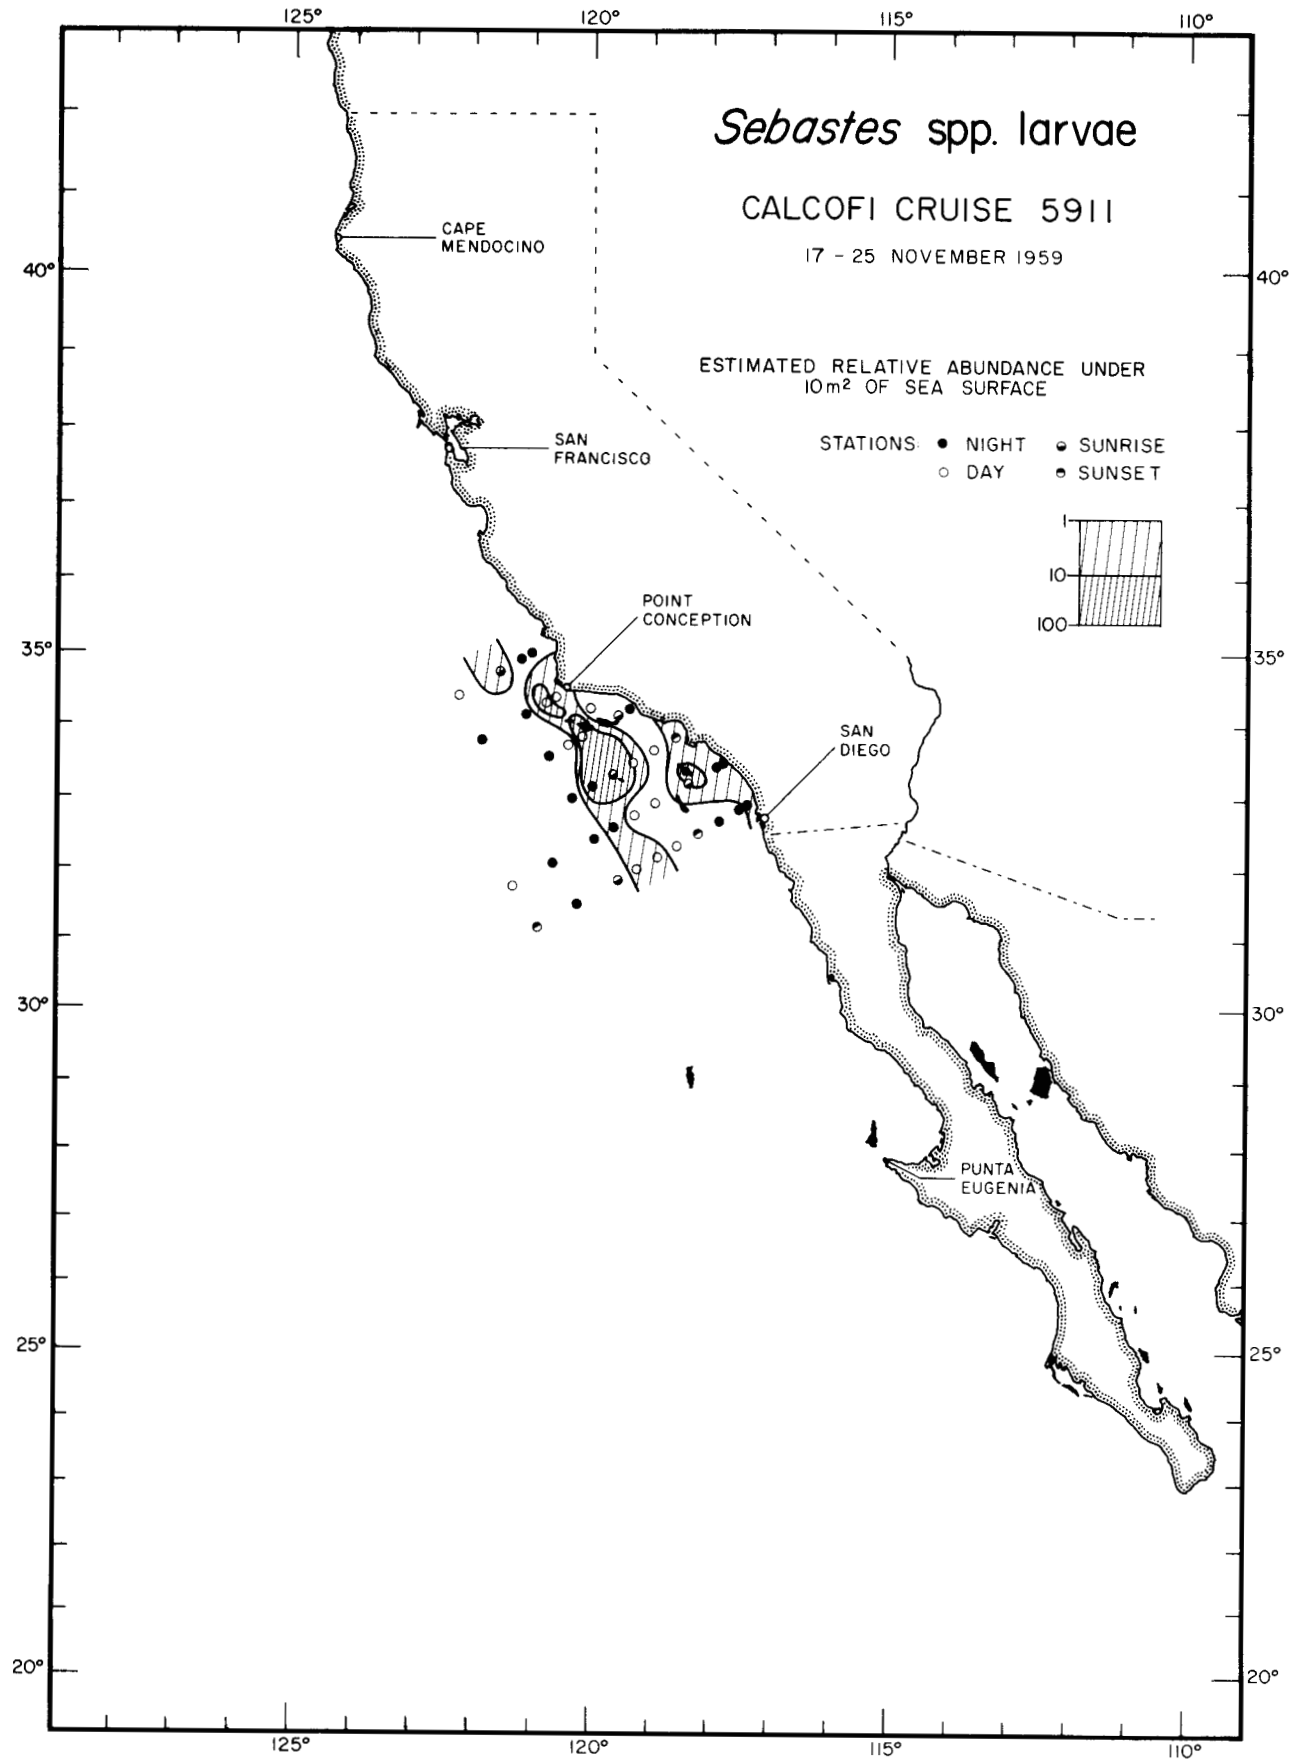 125° 120° 115° 110°
Sebastes spp. larvae
CALCOFI CRUISE 5911
17 - 25 NOVEMBER 1959
CAPE
MENDOCINO
40° 40°
ESTIMATED RELATIVE ABUNDANCE UNDER
10m² OF SEA SURFACE
STATIONS: NIGHT SUNRISE
DAY SUNSET
SAN
FRANCISCO
1
10
100
POINT
CONCEPTION
35° 35°
SAN
DIEGO
30° 30°
PUNTA
EUGENIA
25° 25°
20° 20°
125° 120° 115° 110°